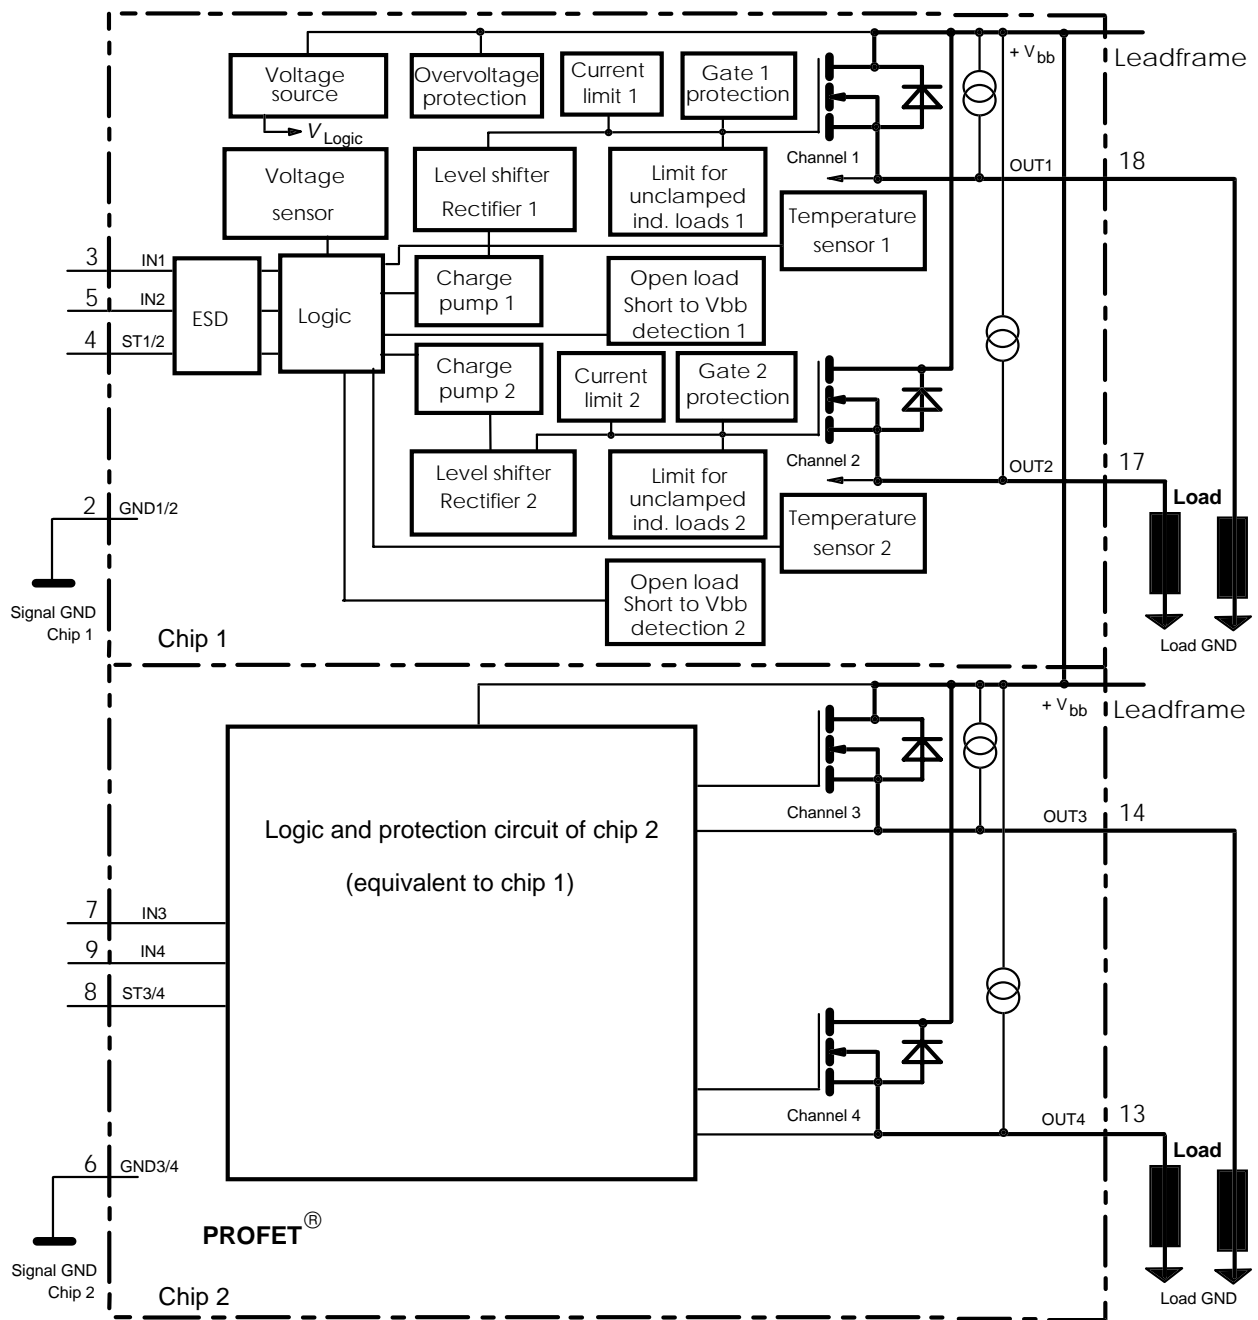 + Vbb
Leadframe
Voltage
source
Overvoltage
protection
Current
limit 1
Gate 1
protection
VLogic
Channel 1
OUT1
18
Voltage
sensor
Level shifter
Rectifier 1
Limit for
unclamped
ind. loads 1
Temperature
sensor 1
3
IN1
5
IN2
4
ST1/2
ESD
Logic
Charge
pump 1
Open load
Short to Vbb
detection 1
Charge
pump 2
Current
limit 2
Gate 2
protection
Channel 2
OUT2
17
Level shifter
Rectifier 2
Limit for
unclamped
ind. loads 2
Temperature
sensor 2
Load
2
GND1/2
Signal GND
Chip 1
Open load
Short to Vbb
detection 2
Chip 1
Load GND
+ Vbb
Leadframe
Logic and protection circuit of chip 2
(equivalent to chip 1)
Channel 3
OUT3
14
7
IN3
9
IN4
8
ST3/4
Channel 4
OUT4
13
Load
6
GND3/4
Signal GND
Chip 2
PROFET®
Chip 2
Load GND